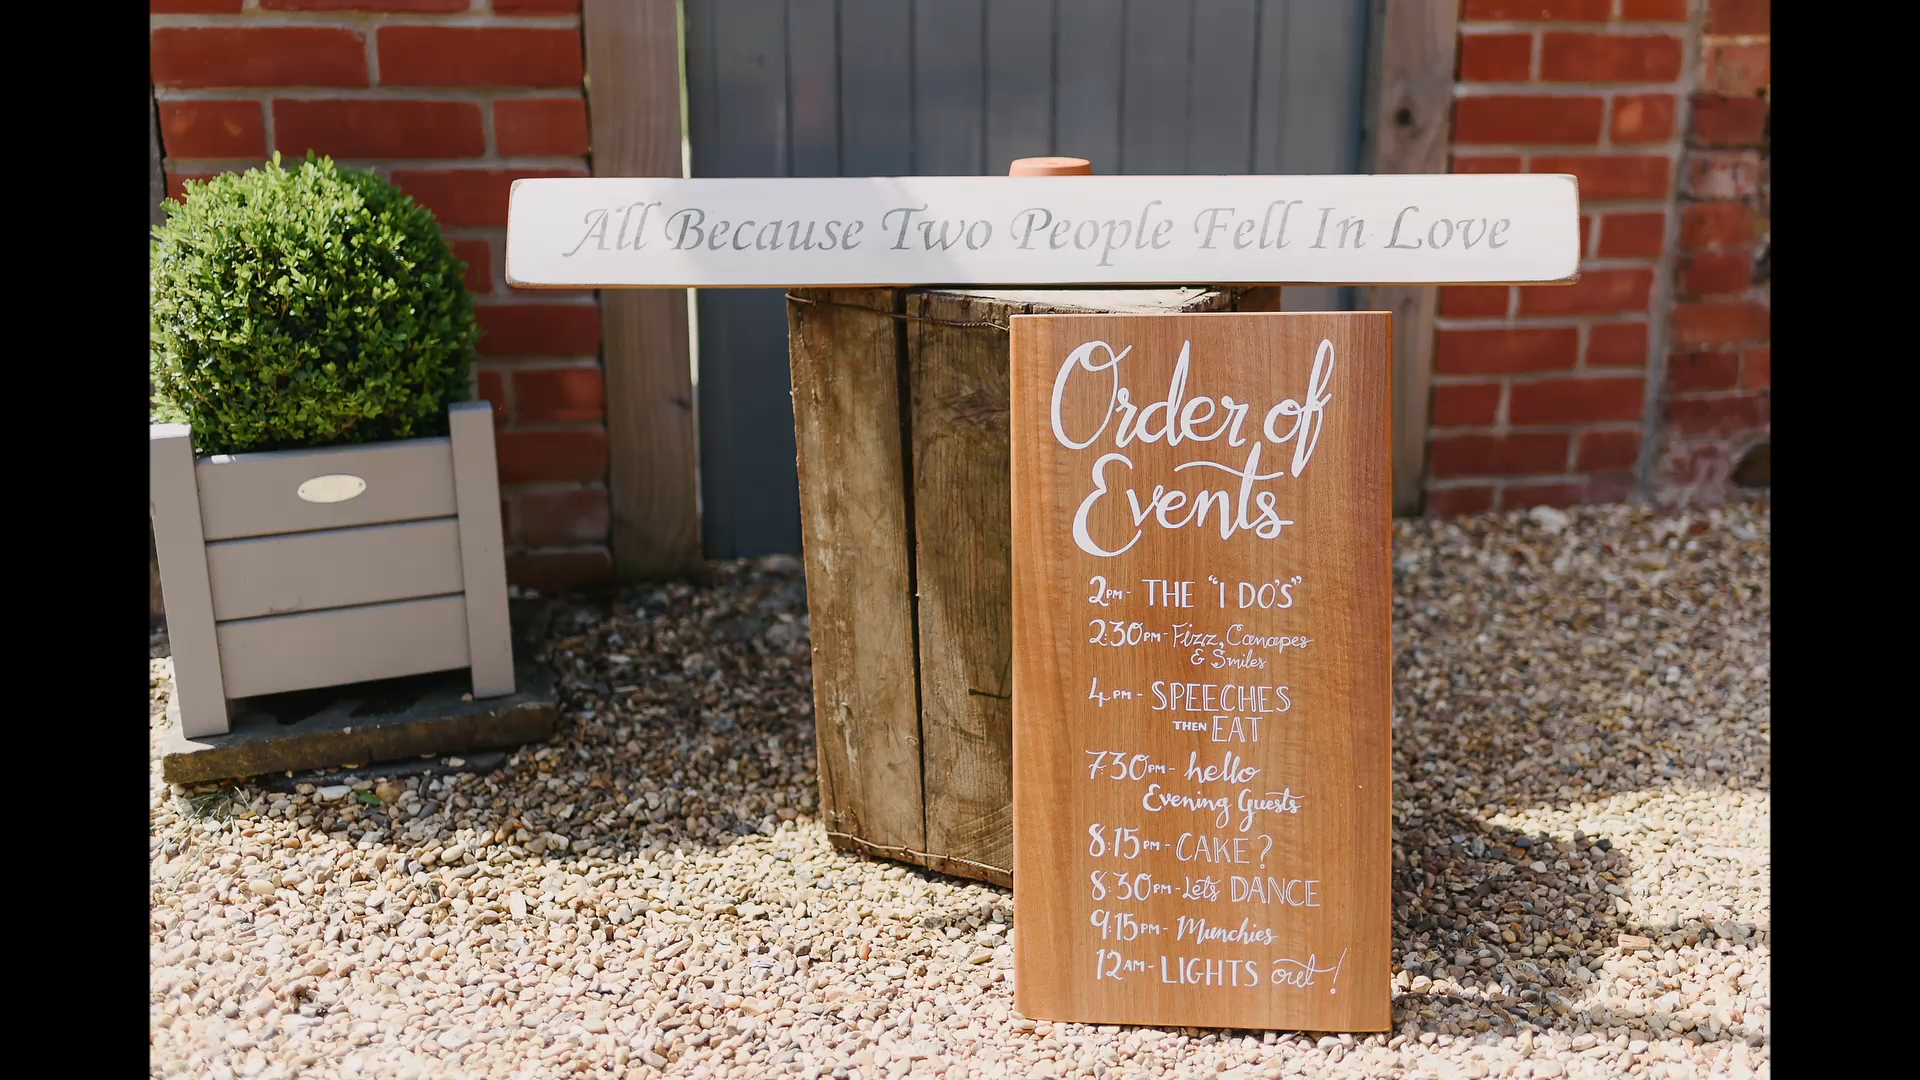 All Because Two People Fell In Love
Order of
Events
2PM- THE "I DO'S"
2:30PM- Fizz, Canapes
& Smiles
4PM- SPEECHES
THEN EAT
7:30PM- hello
Evening Guests
8:15PM- CAKE?
8:30PM- Lets DANCE
9:15PM- Munchies
12AM- LIGHTS out!